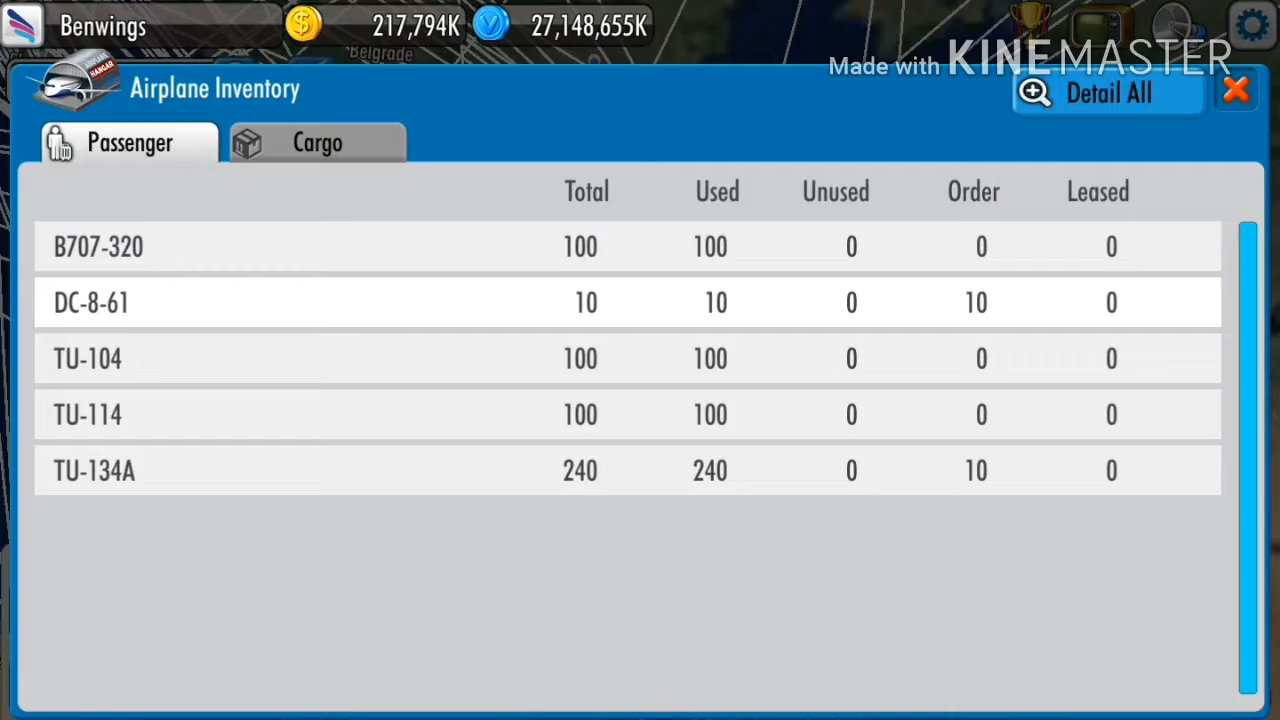 Benwings 217,794K V 27,148,655K
Belgrade
Made with KINEMASTER
AIRPLANE HANGAR
Airplane Inventory Detail All
Passenger Cargo
Total Used Unused Order Leased
B707-320 100 100 0 0 0
DC-8-61 10 10 0 10 0
TU-104 100 100 0 0 0
TU-114 100 100 0 0 0
TU-134A 240 240 0 10 0